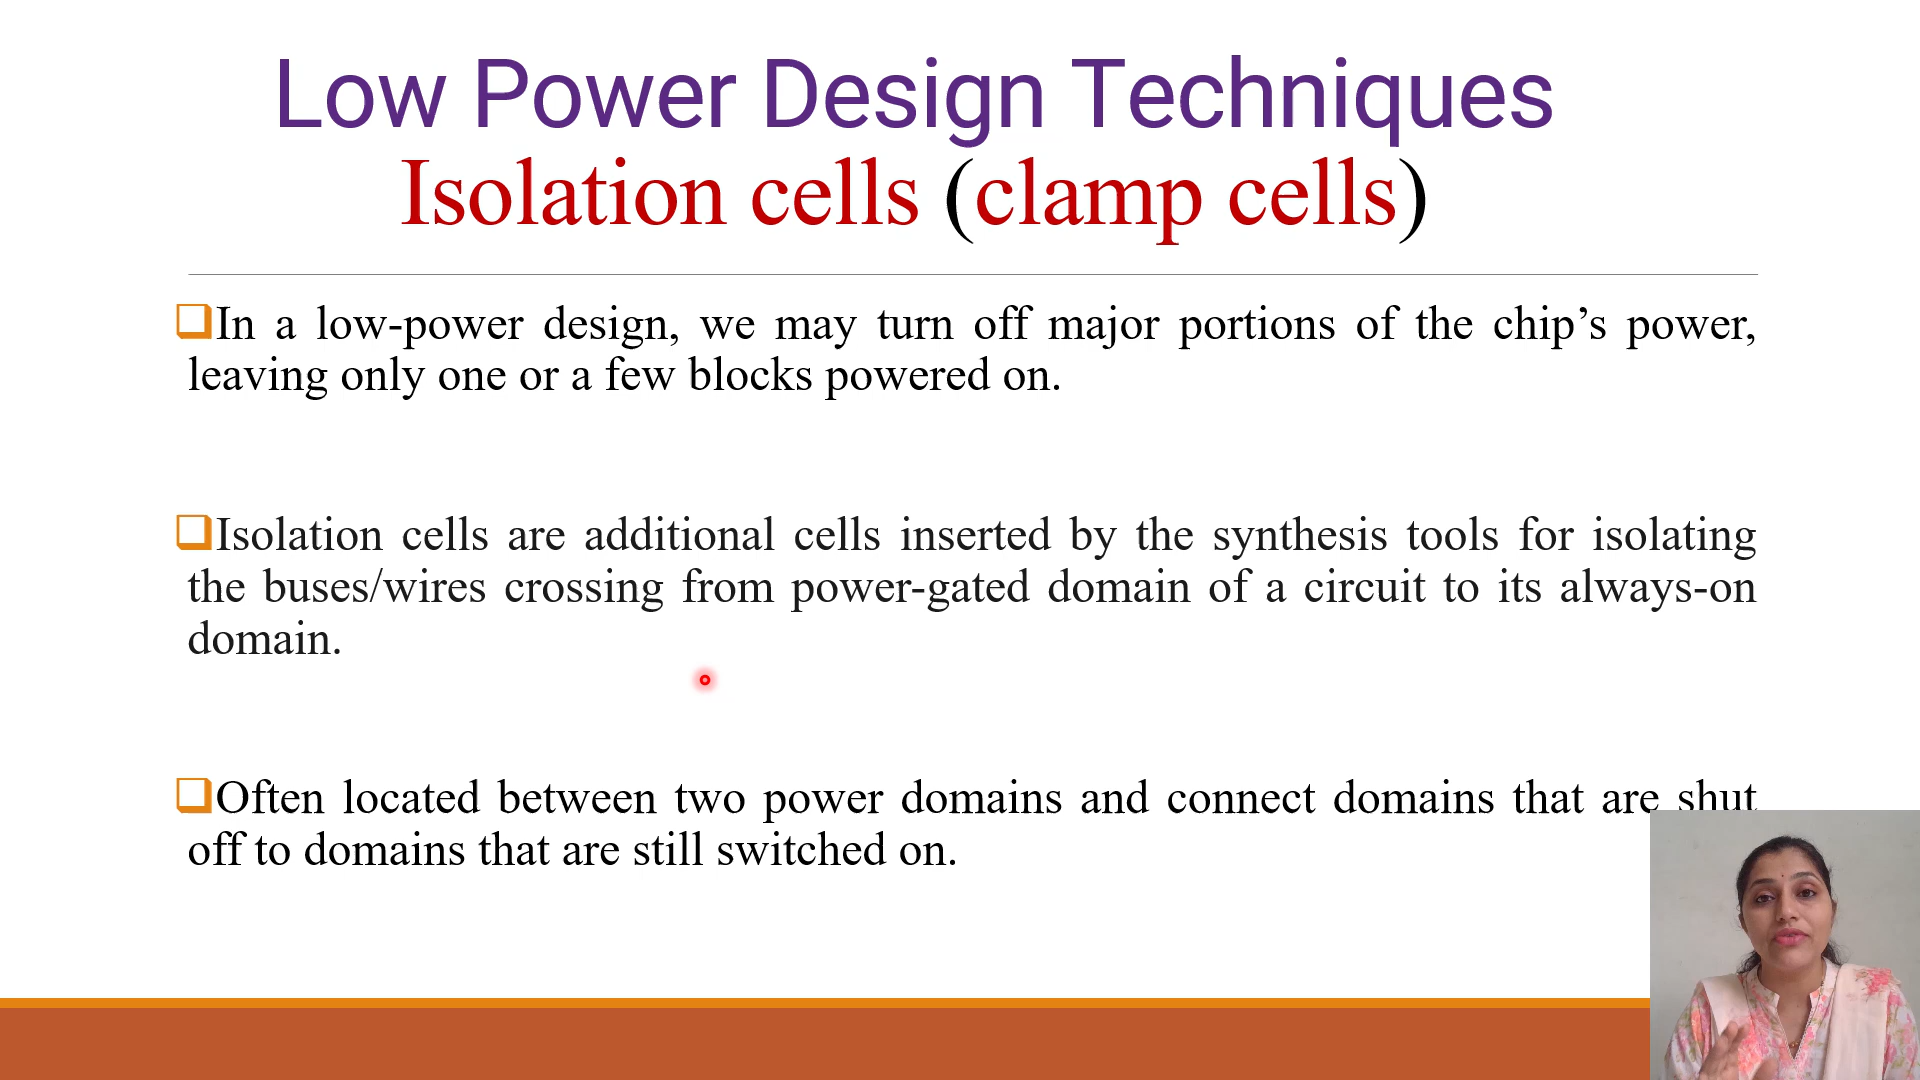 Low Power Design Techniques
Isolation cells (clamp cells)
In a low-power design, we may turn off major portions of the chip’s power,
leaving only one or a few blocks powered on.
Isolation cells are additional cells inserted by the synthesis tools for isolating
the buses/wires crossing from power-gated domain of a circuit to its always-on
domain.
Often located between two power domains and connect domains that are shut
off to domains that are still switched on.